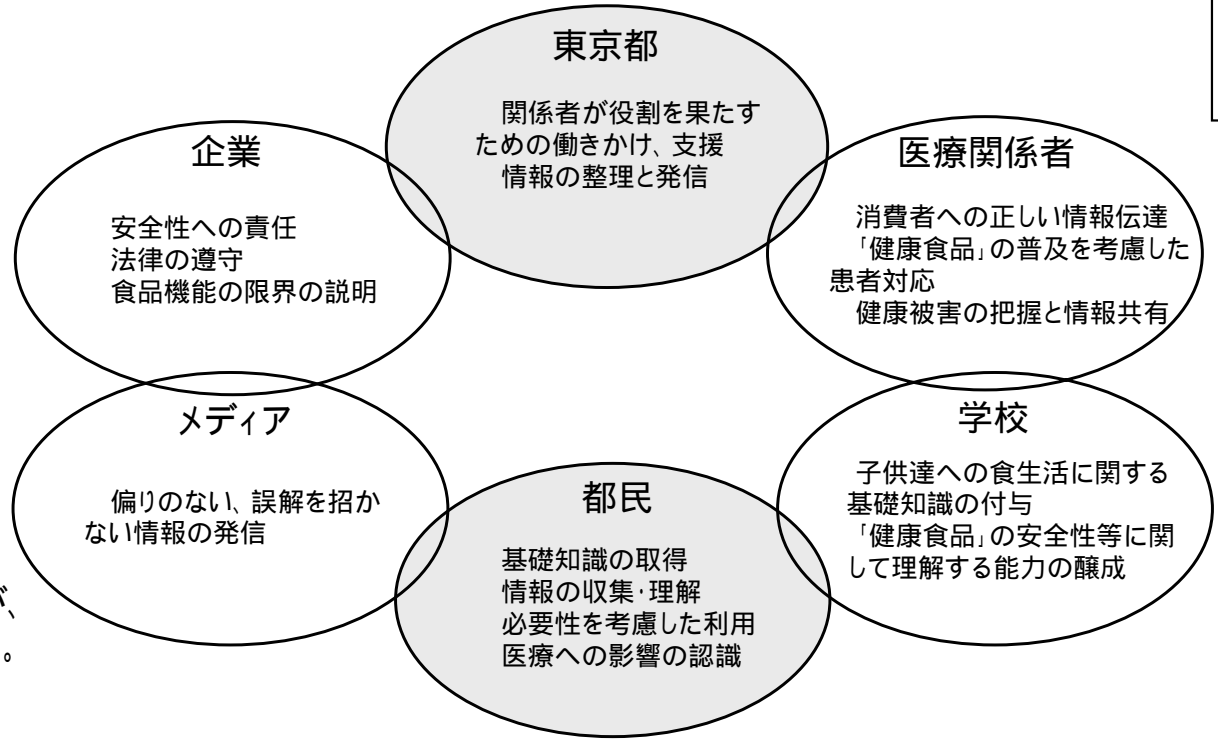 東京都
関係者が役割を果たす
ための働きかけ、支援
情報の整理と発信
企業
安全性への責任
法律の遵守
食品機能の限界の説明
医療関係者
消費者への正しい情報伝達
「健康食品」の普及を考慮した
患者対応
健康被害の把握と情報共有
メディア
偏りのない、誤解を招か
ない情報の発信
都民
基礎知識の取得
情報の収集・理解
必要性を考慮した利用
医療への影響の認識
学校
子供達への食生活に関する
基礎知識の付与
「健康食品」の安全性等に関
して理解する能力の醸成